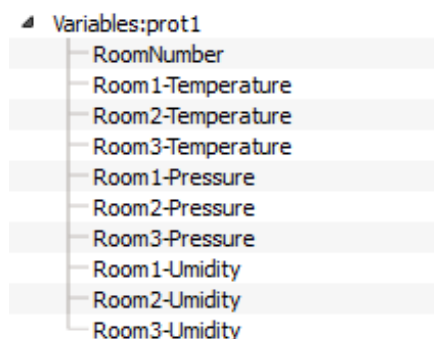 Variables:prot1
RoomNumber
Room1-Temperature
Room2-Temperature
Room3-Temperature
Room1-Pressure
Room2-Pressure
Room3-Pressure
Room1-Umidity
Room2-Umidity
Room3-Umidity